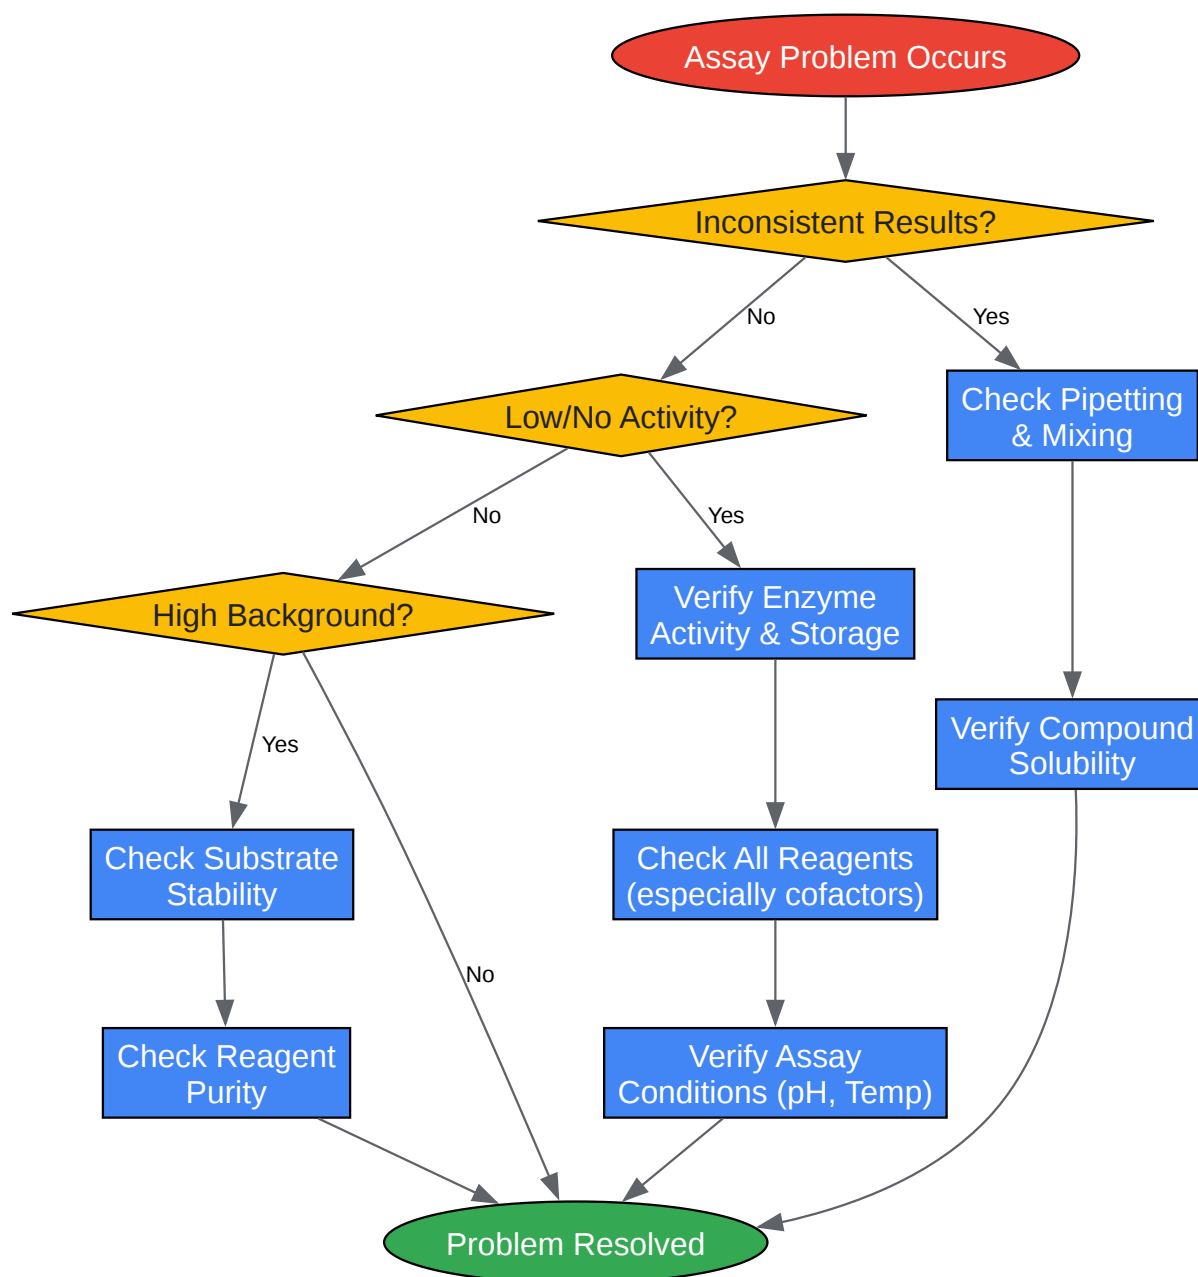 Assay Problem Occurs
Inconsistent Results?
No
Yes
Low/No Activity?
Check Pipetting
& Mixing
No
Yes
High Background?
Verify Enzyme
Activity & Storage
Yes
Verify Compound
Solubility
Check Substrate
Stability
Check All Reagents
(especially cofactors)
No
Check Reagent
Purity
Verify Assay
Conditions (pH, Temp)
Problem Resolved